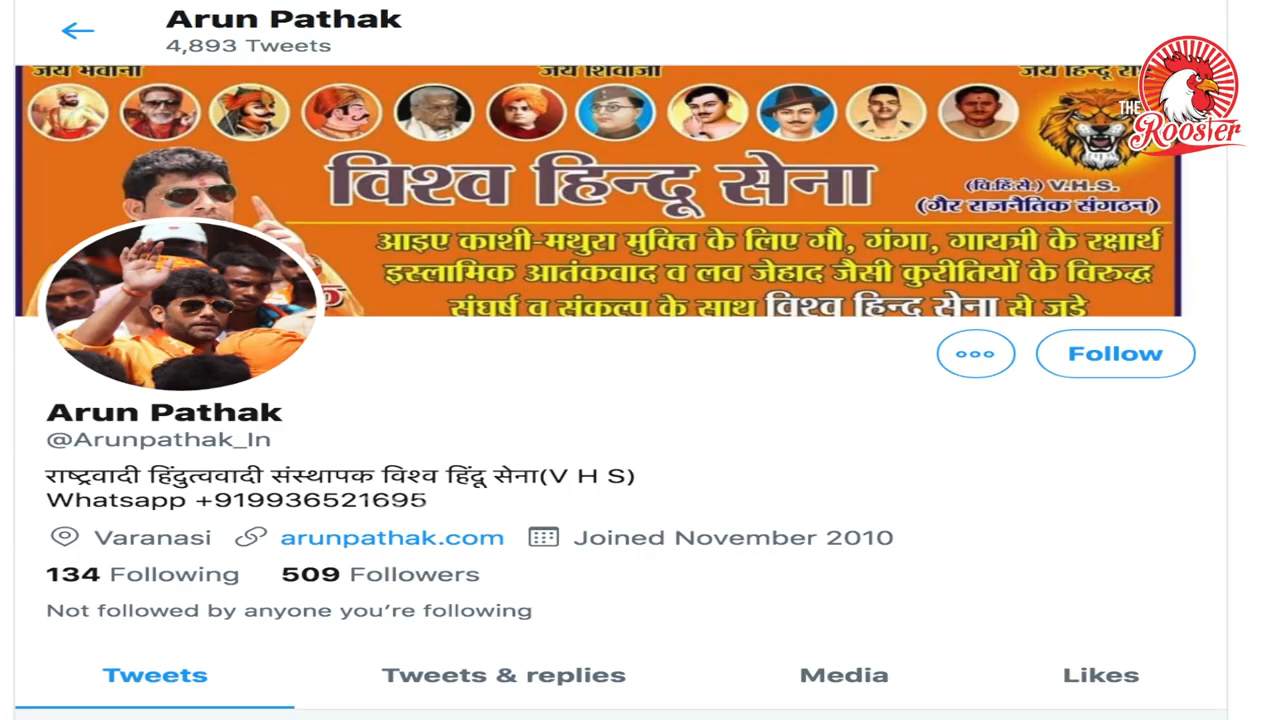 Arun Pathak
4,893 Tweets
जय भवानी
जय शिवाजी
जय हिन्दू
THE
Rooster
विश्व हिन्दू सेना
(वि.हिं.से.) V.H.S.
(गैर राजनैतिक संगठन)
आइए काशी-मथुरा मुक्ति के लिए गौ, गंगा, गायत्री के रक्षार्थ
इस्लामिक आतंकवाद व लव जेहाद जैसी कुरीतियों के विरुद्ध
संघर्ष व संकल्प के साथ विश्व हिन्दू सेना से जुड़े
Follow
Arun Pathak
@Arunpathak_In
राष्ट्रवादी हिंदुत्ववादी संस्थापक विश्व हिंदू सेना(V H S)
Whatsapp +919936521695
Varanasi arunpathak.com Joined November 2010
134 Following 509 Followers
Not followed by anyone you’re following
Tweets Tweets & replies Media Likes